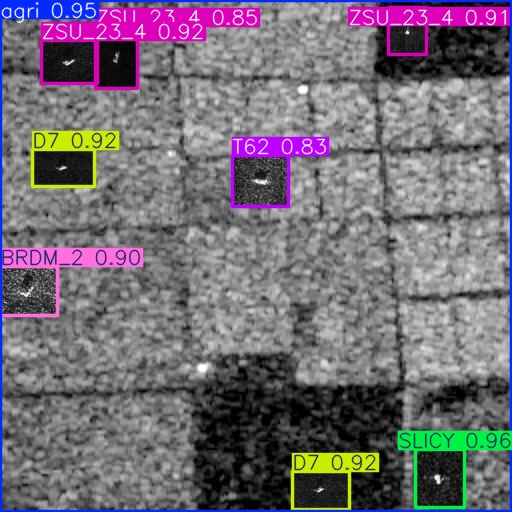 agri 0.95
ZSU_23_4 0.85
ZSU_23_4 0.91
ZSU_23_4 0.92
D7 0.92
T62 0.83
BRDM_2 0.90
SLICY 0.96
D7 0.92